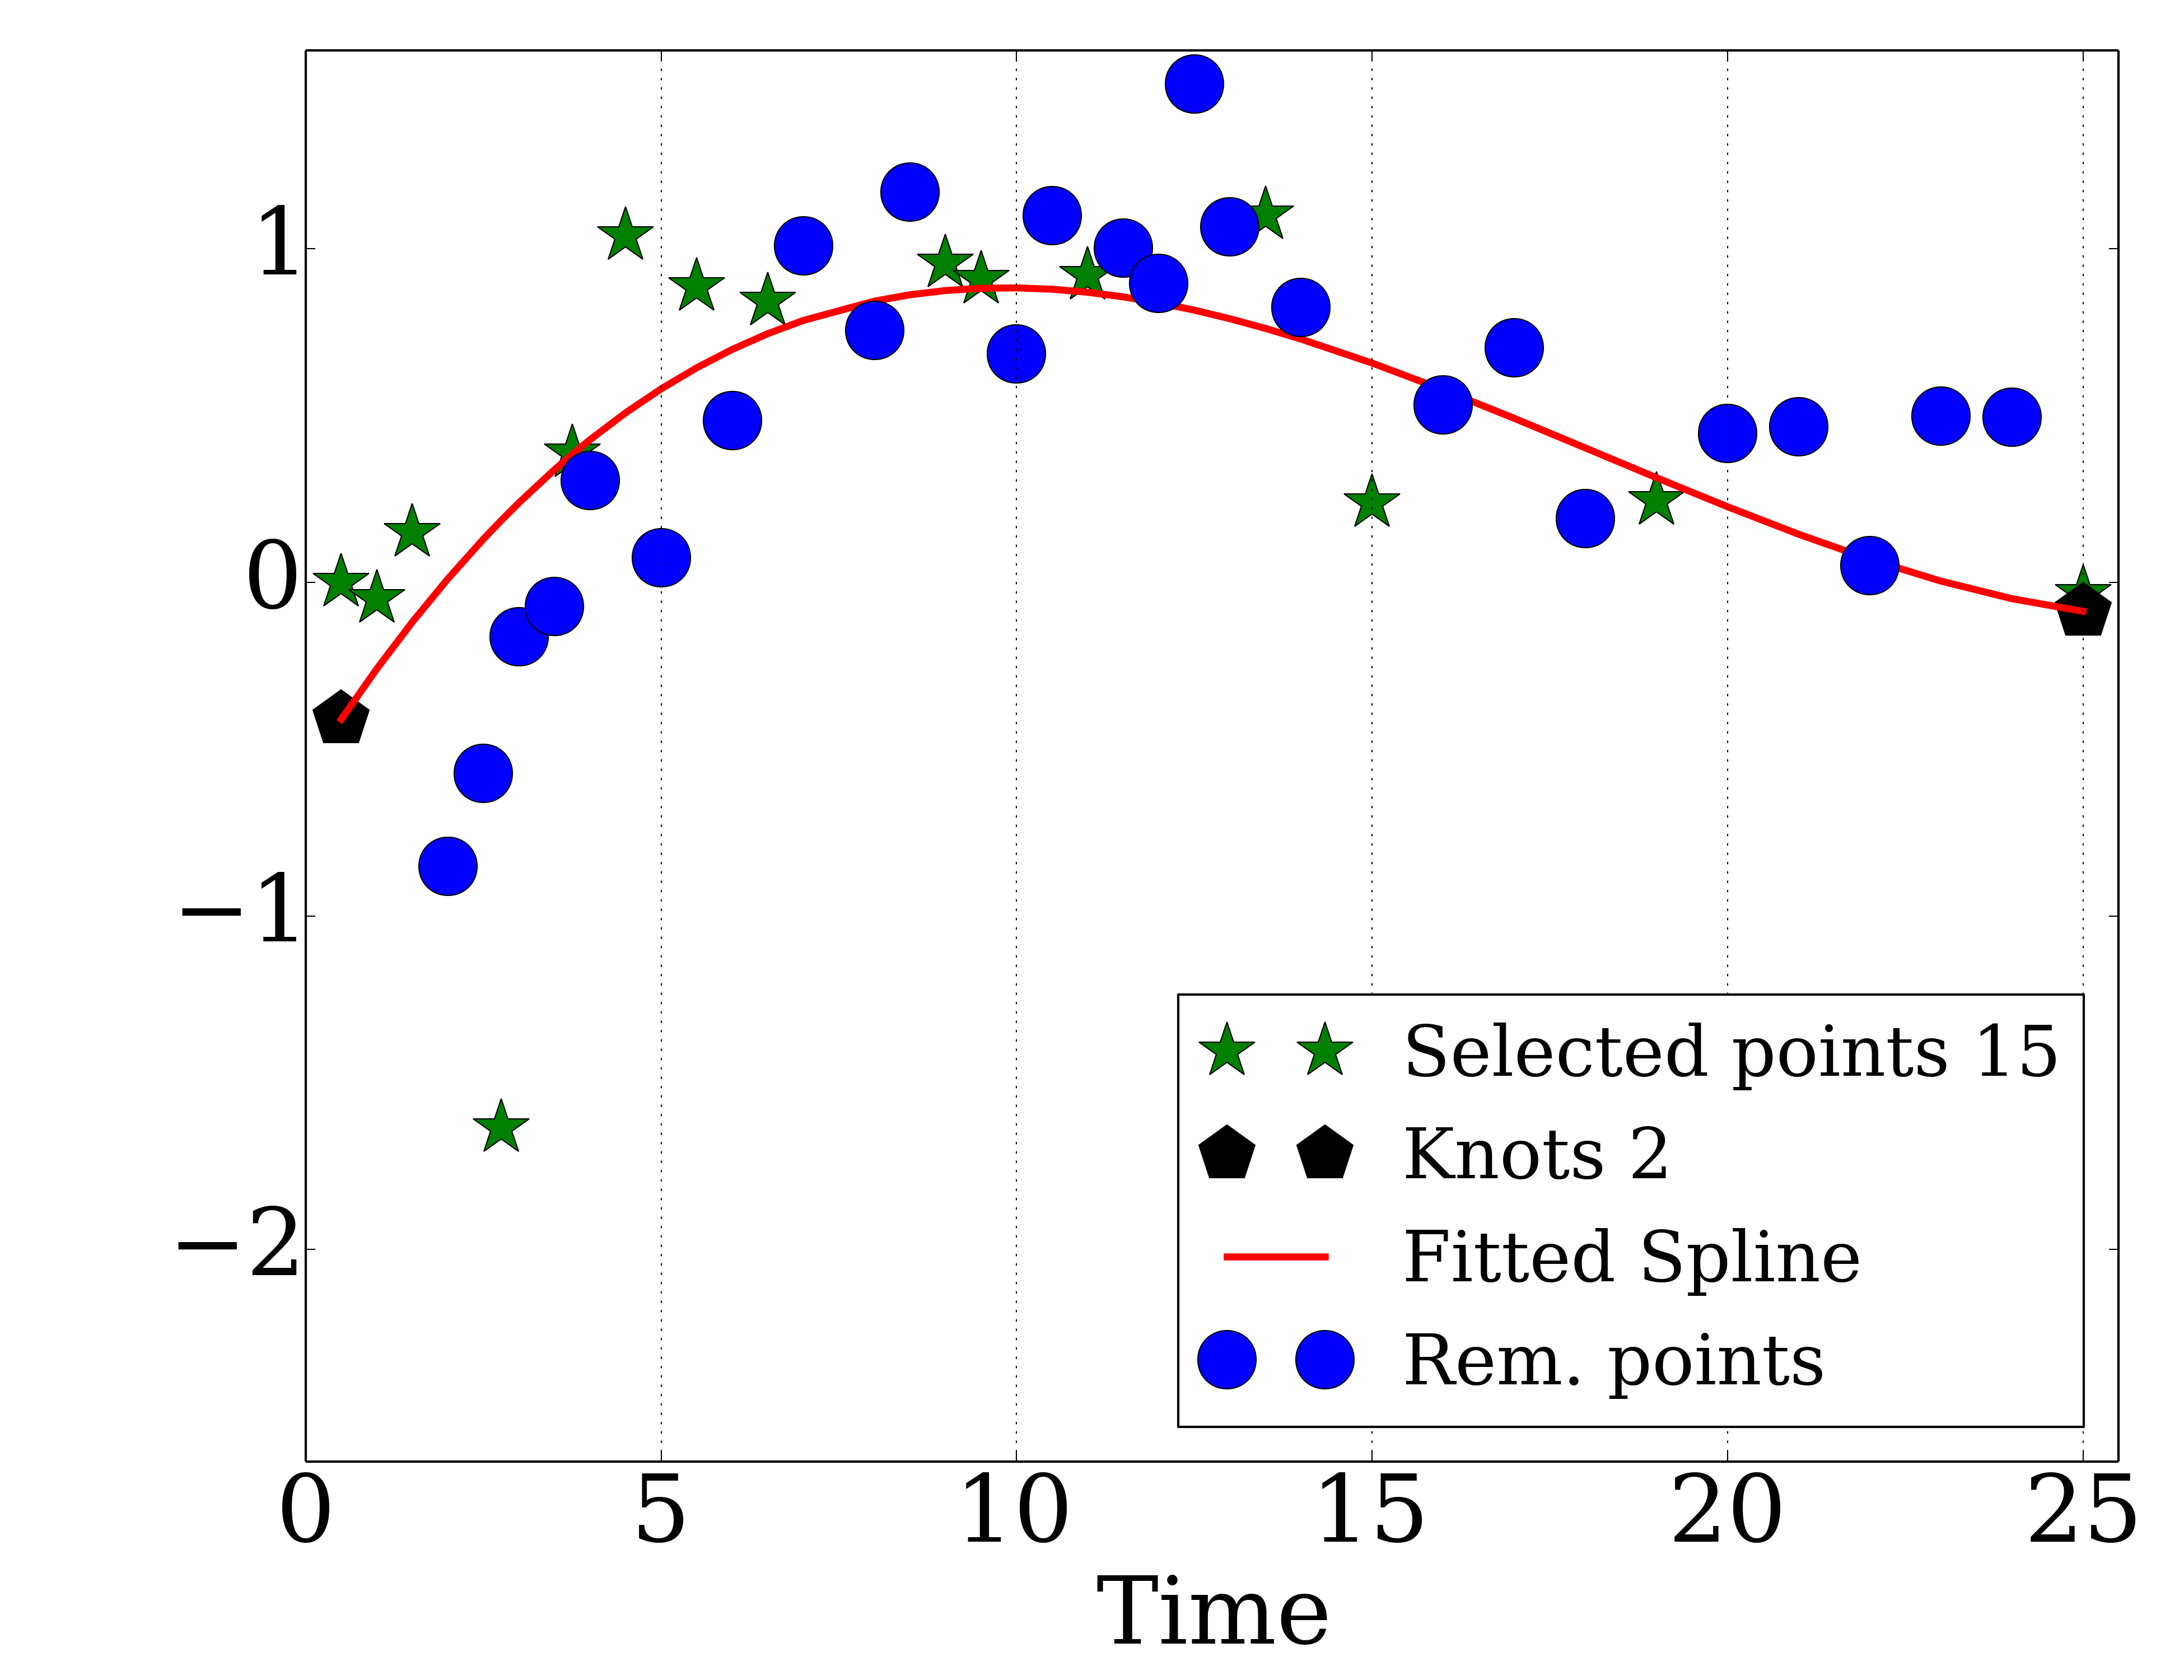 1
0
−1
−2
0 5 10 15 20 25
Time
Selected points 15
Knots 2
Fitted Spline
Rem. points